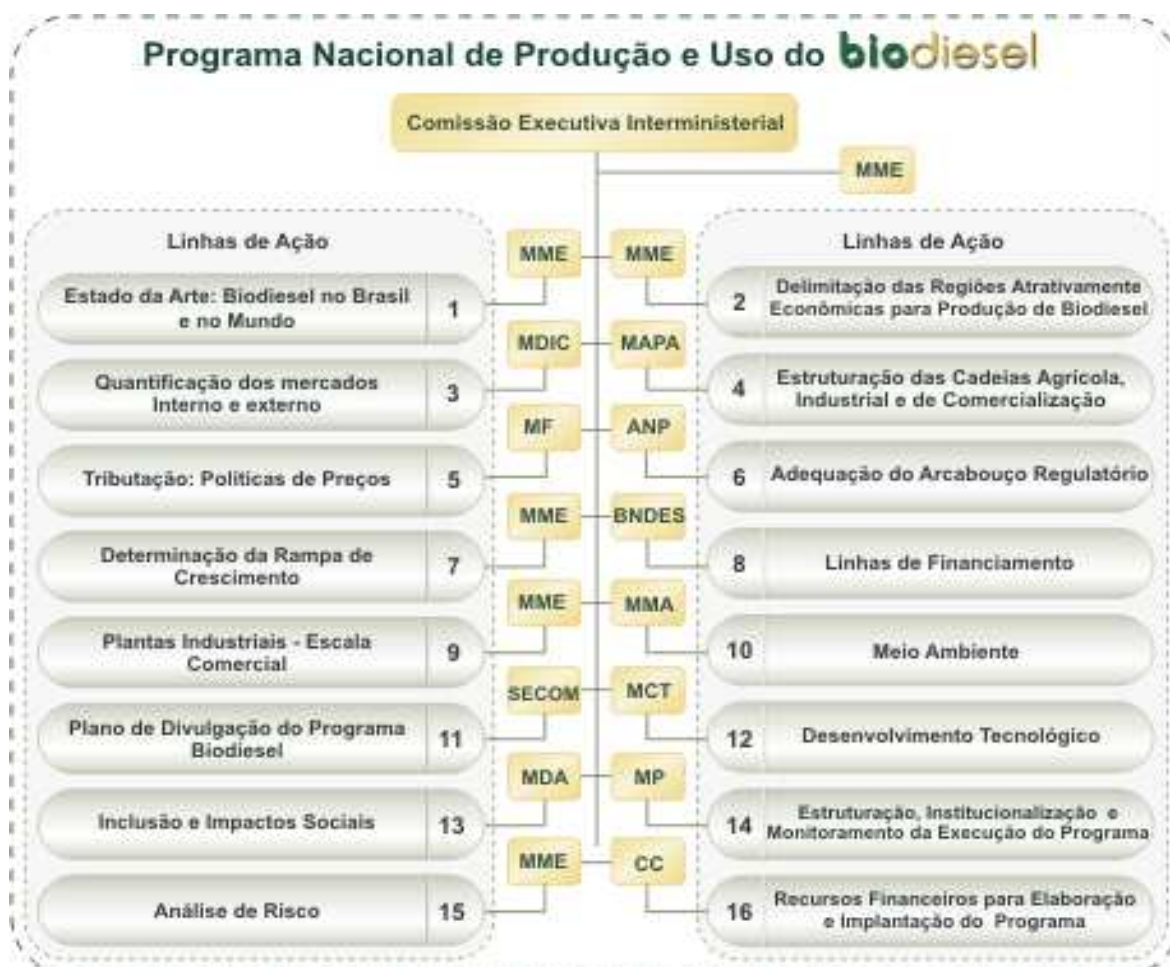 Programa Nacional de Produção e Uso do biodiesel
Comissão Executiva Interministerial
MME
Linhas de Ação
Linhas de Ação
MME
MME
Estado da Arte: Biodiesel no Brasil
e no Mundo
1
2
Delimitação das Regiões Atrativamente
Econômicas para Produção de Biodiesel
MDIC
MAPA
Quantificação dos mercados
Interno e externo
3
4
Estruturação das Cadeias Agrícola,
Industrial e de Comercialização
MF
ANP
Tributação: Políticas de Preços
5
6
Adequação do Arcabouço Regulatório
MME
BNDES
Determinação da Rampa de
Crescimento
7
8
Linhas de Financiamento
MME
MMA
Plantas Industriais - Escala
Comercial
9
10
Meio Ambiente
SECOM
MCT
Plano de Divulgação do Programa
Biodiesel
11
12
Desenvolvimento Tecnológico
MDA
MP
Inclusão e Impactos Sociais
13
14
Estruturação, Institucionalização e
Monitoramento da Execução do Programa
MME
CC
Análise de Risco
15
16
Recursos Financeiros para Elaboração
e Implantação do Programa